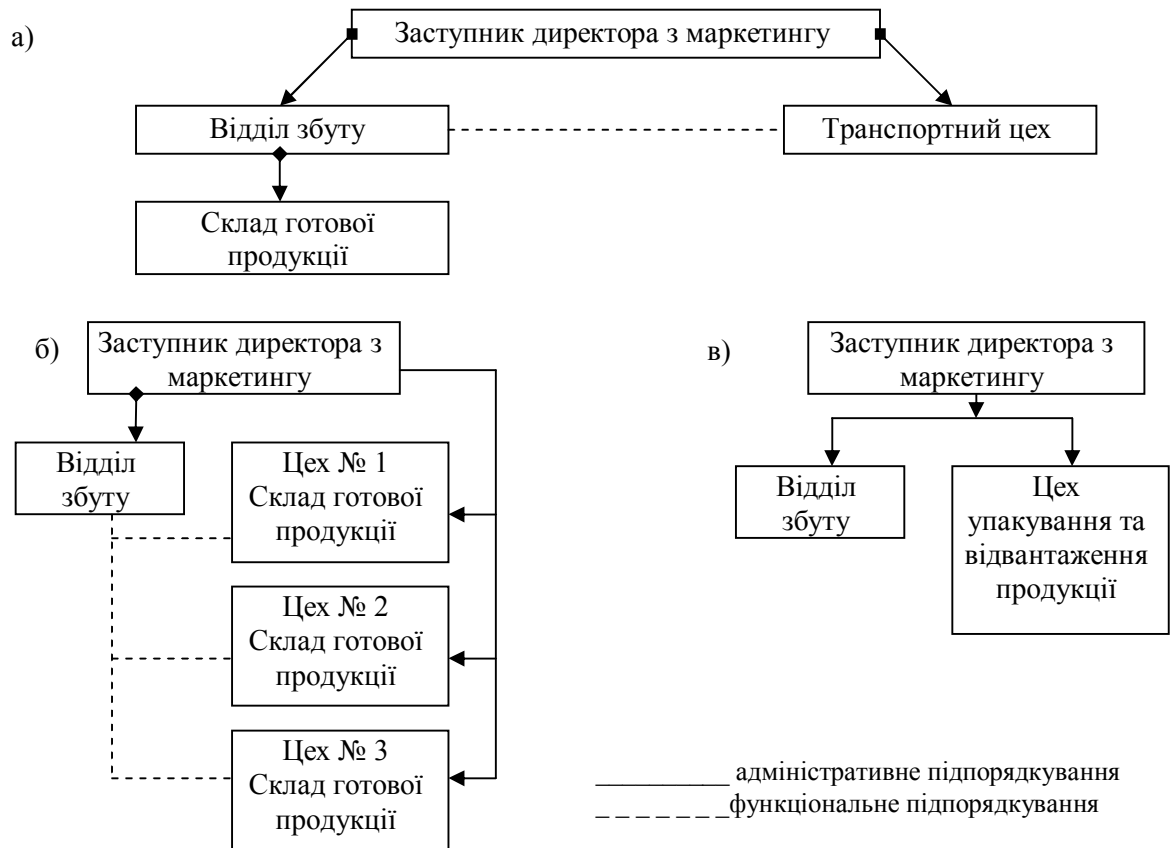 а)
Заступник директора з маркетингу
Відділ збуту
Транспортний цех
Склад готової
продукції
б)
Заступник директора з
маркетингу
Відділ
збуту
Цех № 1
Склад готової
продукції
Цех № 2
Склад готової
продукції
Цех № 3
Склад готової
продукції
в)
Заступник директора з
маркетингу
Відділ
збуту
Цех
упакування та
відвантаження
продукції
__________ адміністративне підпорядкування
_ _ _ _ _ _ _функціональне підпорядкування